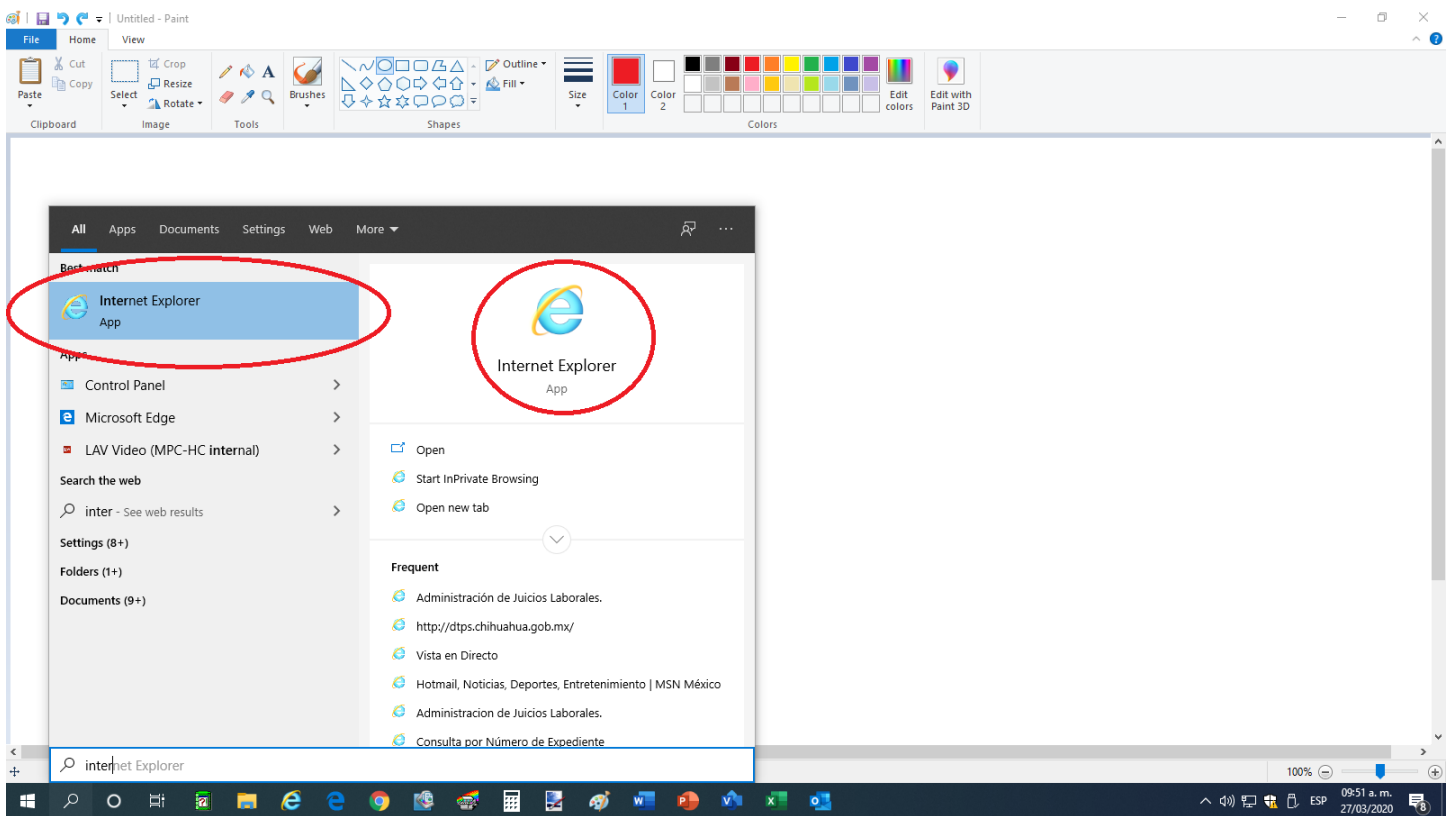 Untitled - Paint
File Home View
Paste
Cut
Copy
Clipboard
Select
Crop
Resize
Rotate
Image
A
Tools
Brushes
Shapes
Outline
Fill
Size
Color 1
Color 2
Colors
Edit colors
Edit with Paint 3D
All Apps Documents Settings Web More
Best match
Internet Explorer
App
Apps
Control Panel
Microsoft Edge
LAV Video (MPC-HC internal)
Search the web
inter - See web results
Settings (8+)
Folders (1+)
Documents (9+)
Internet Explorer
App
Open
Start InPrivate Browsing
Open new tab
Frequent
Administración de Juicios Laborales.
http://dtps.chihuahua.gob.mx/
Vista en Directo
Hotmail, Noticias, Deportes, Entretenimiento | MSN México
Administracion de Juicios Laborales.
Consulta por Número de Expediente
internet Explorer
100%
ESP
09:51 a. m.
27/03/2020
8